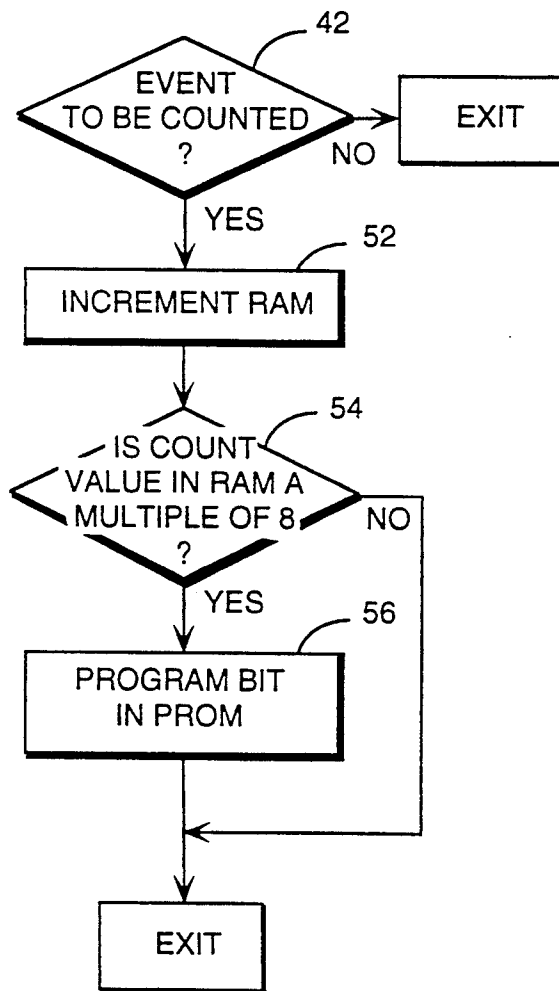 42
EVENT
TO BE COUNTED
?
EXIT
NO
YES
52
INCREMENT RAM
54
IS COUNT
VALUE IN RAM A
MULTIPLE OF 8
?
NO
YES
56
PROGRAM BIT
IN PROM
EXIT